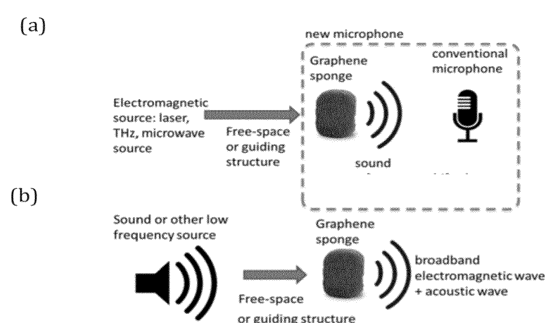 (a)
new microphone
Graphene
sponge
conventional
microphone
Electromagnetic
source: laser,
THz, microwave
source
Free-space
or guiding
structure
sound
(b)
Sound or other low
frequency source
Graphene
sponge
Free-space
or guiding structure
broadband
electromagnetic wave
+ acoustic wave